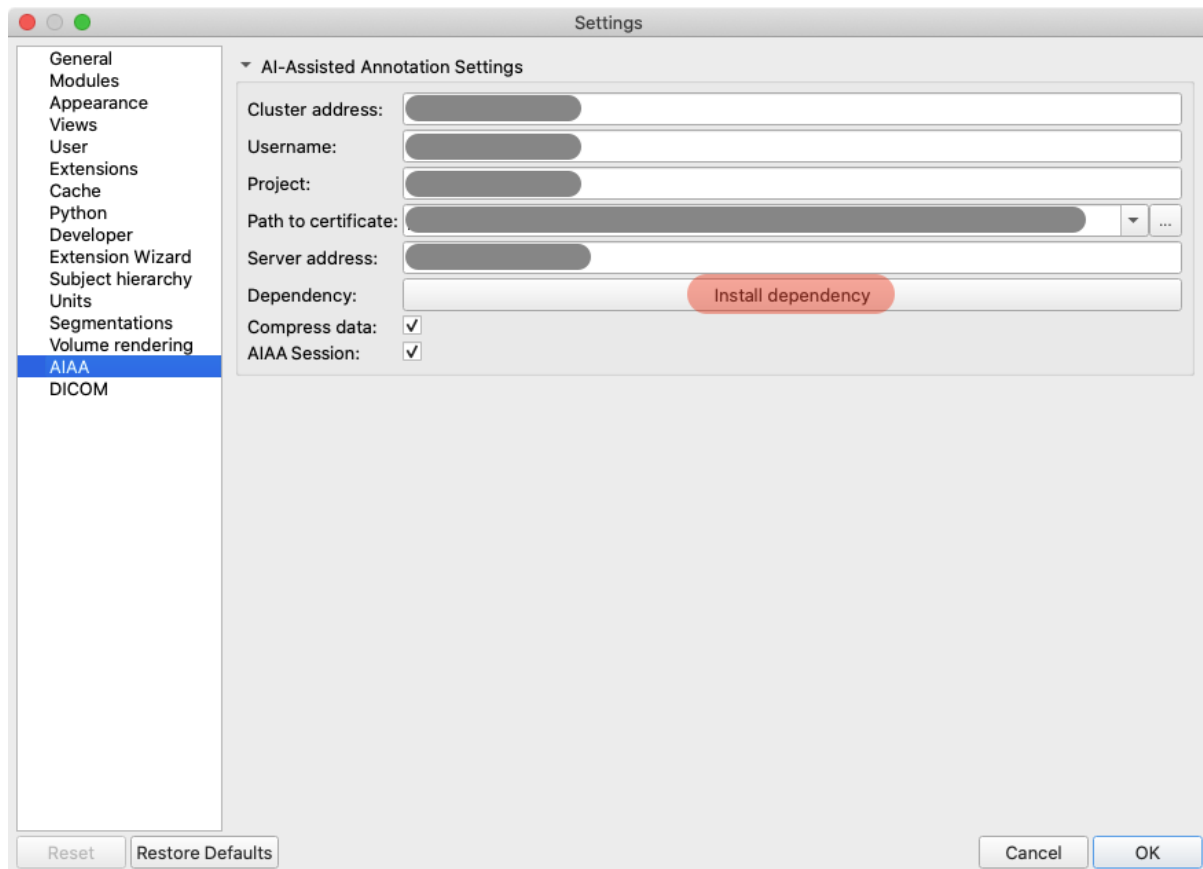 Settings
General
Modules
Appearance
Views
User
Extensions
Cache
Python
Developer
Extension Wizard
Subject hierarchy
Units
Segmentations
Volume rendering
AIAA
DICOM
AI-Assisted Annotation Settings
Cluster address:
Username:
Project:
Path to certificate:
...
Server address:
Dependency:
Install dependency
Compress data:
AIAA Session:
Reset
Restore Defaults
Cancel
OK